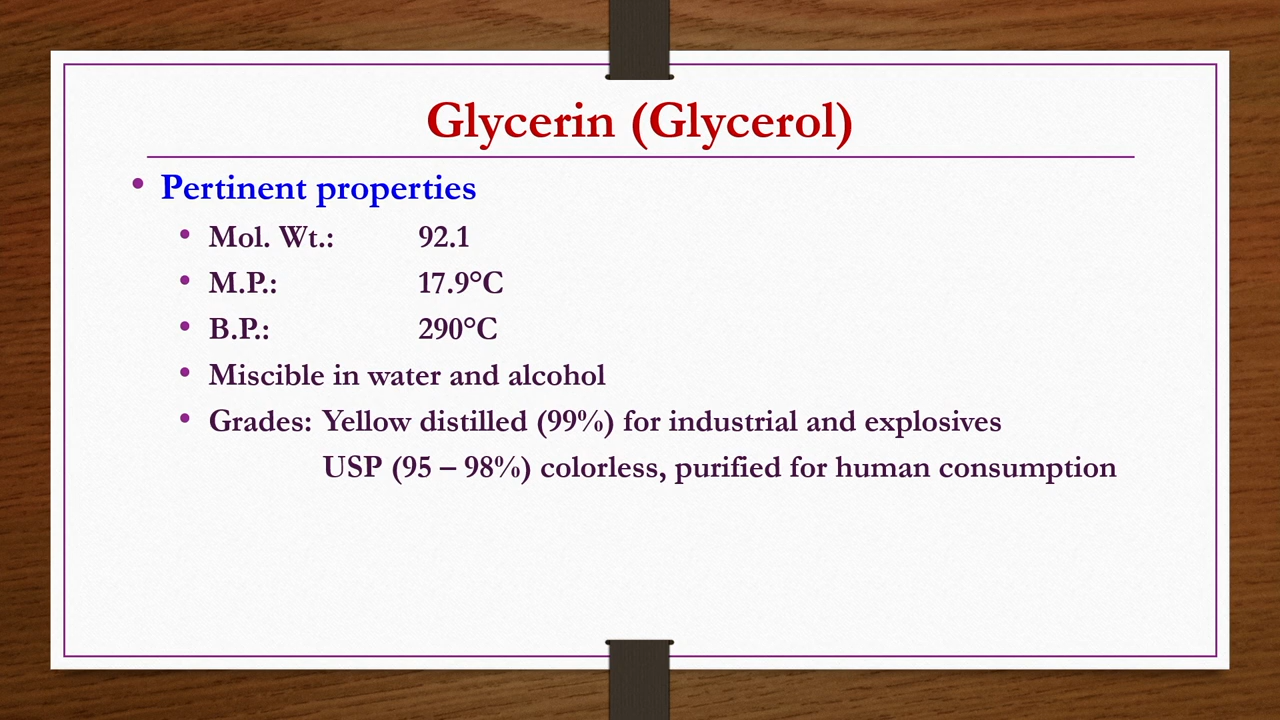 Glycerin (Glycerol)
• Pertinent properties
• Mol. Wt.: 92.1
• M.P.: 17.9°C
• B.P.: 290°C
• Miscible in water and alcohol
• Grades: Yellow distilled (99%) for industrial and explosives
USP (95 – 98%) colorless, purified for human consumption